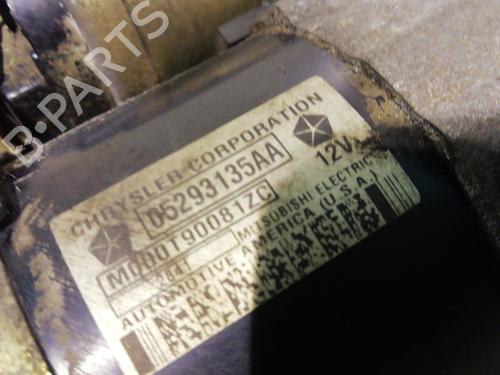 B-PARTS
CHRYSLER CORPORATION
05293135AA
12V
M000T90081ZC
MITSUBISHI ELECTRIC
AUTOMOTIVE AMERICA (U.S.A.)